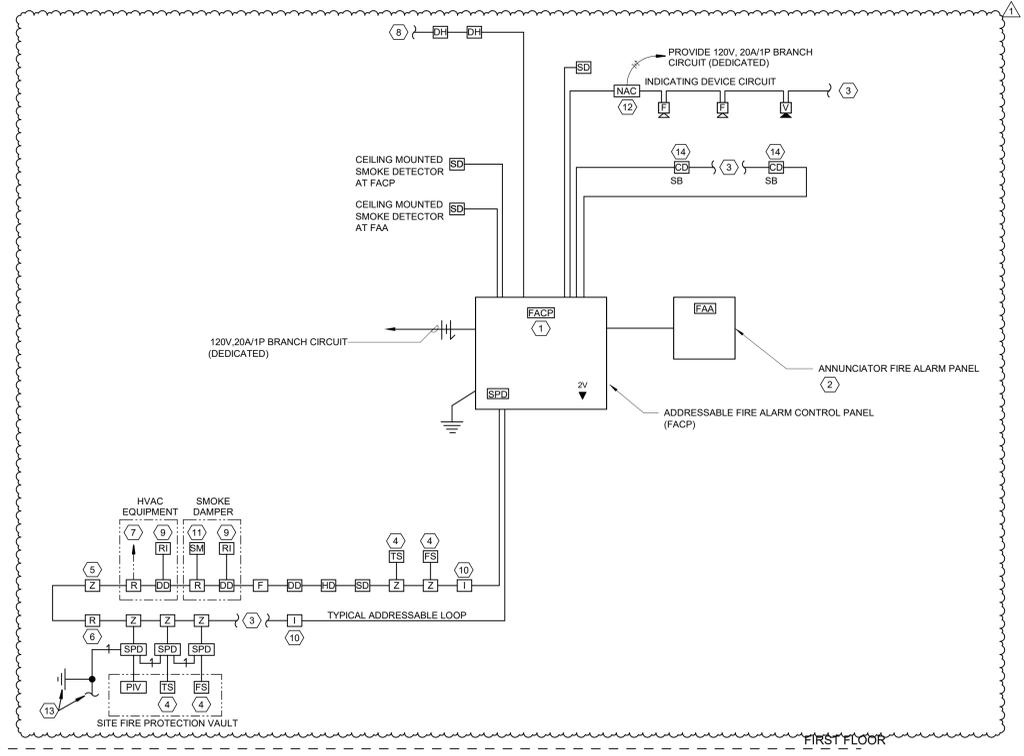 1
8
DH
DH
SD
PROVIDE 120V, 20A/1P BRANCH
CIRCUIT (DEDICATED)
INDICATING DEVICE CIRCUIT
NAC
12
F
F
V
3
CEILING MOUNTED
SMOKE DETECTOR
AT FACP
SD
14
CD
SB
3
14
CD
SB
CEILING MOUNTED
SMOKE DETECTOR
AT FAA
SD
FACP
1
FAA
120V,20A/1P BRANCH CIRCUIT
(DEDICATED)
ANNUNCIATOR FIRE ALARM PANEL
2
SPD
2V
ADDRESSABLE FIRE ALARM CONTROL PANEL
(FACP)
HVAC
EQUIPMENT
SMOKE
DAMPER
7
9
11
9
4
4
RI
SM
RI
TS
FS
5
10
Z
R
DD
R
DD
F
DD
HD
SD
Z
Z
I
R
Z
Z
Z
3
I
TYPICAL ADDRESSABLE LOOP
6
10
1
SPD
1
SPD
1
SPD
PIV
TS
FS
13
4
4
SITE FIRE PROTECTION VAULT
FIRST FLOOR